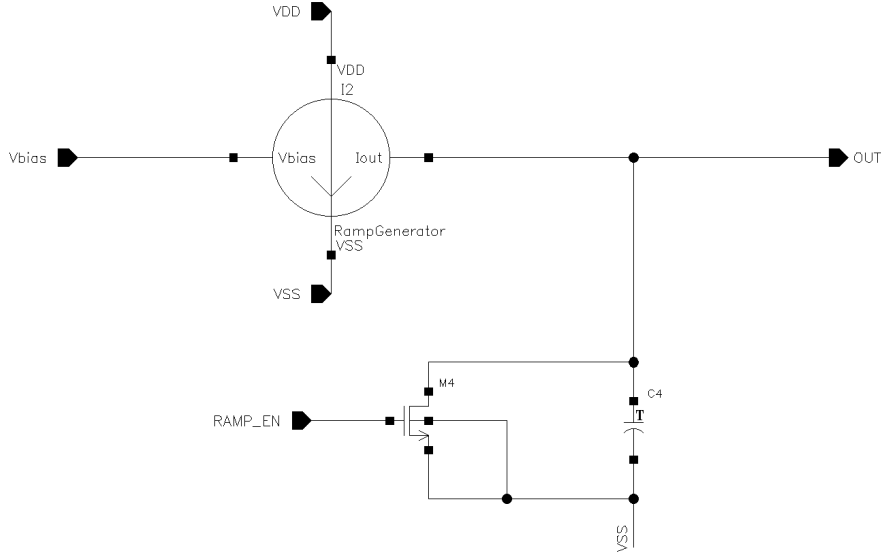 VDD
VDD
I2
Vbias
Vbias
Iout
OUT
RampGenerator
VSS
VSS
M4
C4
T
RAMP_EN
VSS